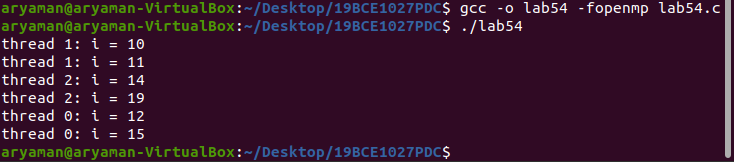 aryaman@aryaman-VirtualBox:~/Desktop/19BCE1027PDC$ gcc -o lab54 -fopenmp lab54.c
aryaman@aryaman-VirtualBox:~/Desktop/19BCE1027PDC$ ./lab54
thread 1: i = 10
thread 1: i = 11
thread 2: i = 14
thread 2: i = 19
thread 0: i = 12
thread 0: i = 15
aryaman@aryaman-VirtualBox:~/Desktop/19BCE1027PDC$